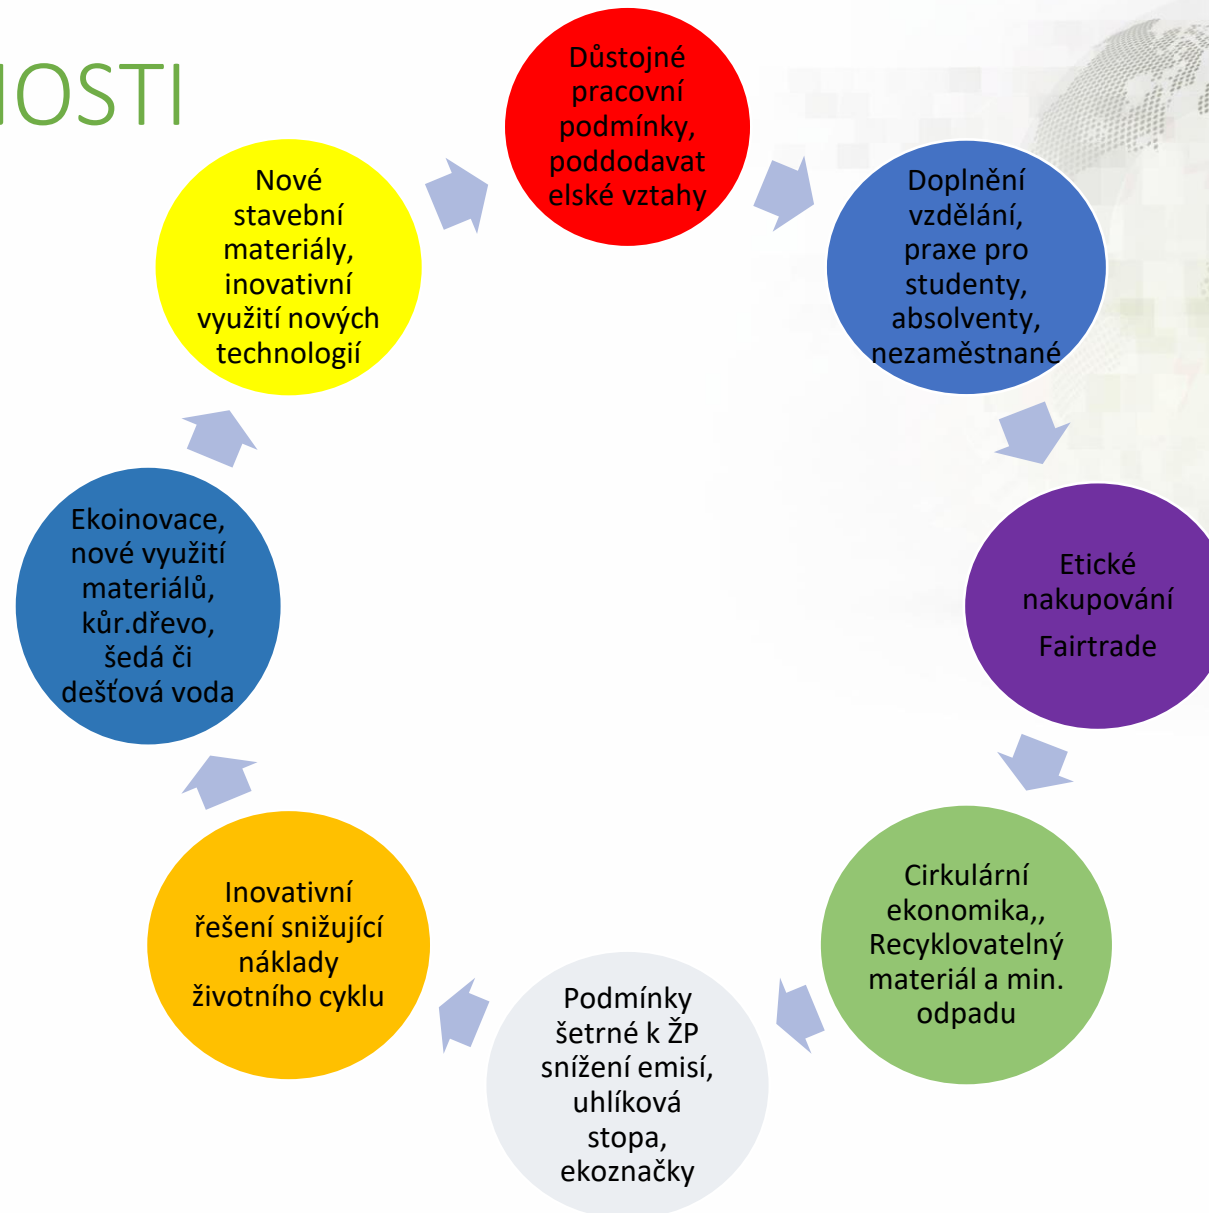 NOSTI
Důstojné
pracovní
podmínky,
poddodavat
elské vztahy
Doplnění
vzdělání,
praxe pro
studenty,
absolventy,
nezaměstnané
Etické
nakupování
Fairtrade
Cirkulární
ekonomika,,
Recyklovatelný
materiál a min.
odpadu
Podmínky
šetrné k ŽP
snížení emisí,
uhlíková
stopa,
ekoznačky
Inovativní
řešení snižující
náklady
životního cyklu
Ekoinovace,
nové využití
materiálů,
kůr.dřevo,
šedá či
dešťová voda
Nové
stavební
materiály,
inovativní
využití nových
technologií